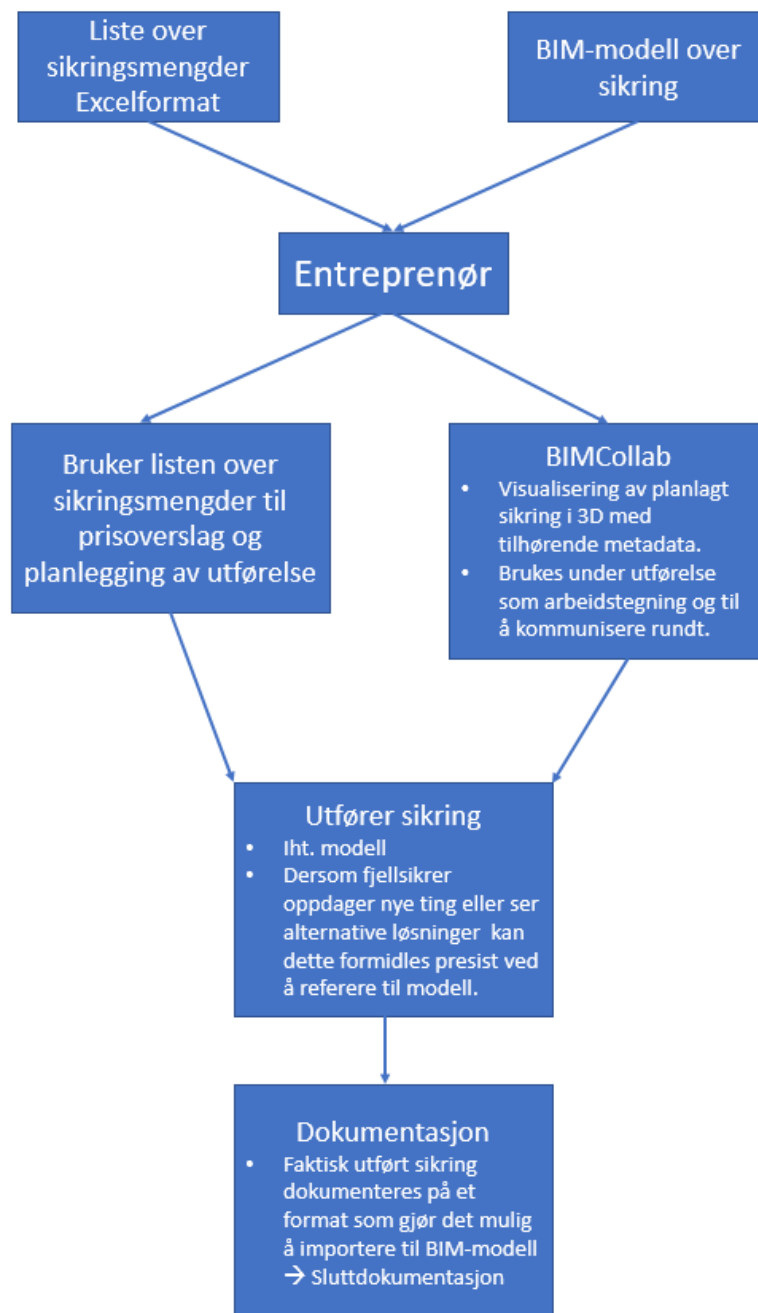 Liste over
sikringsmengder
Excelformat
BIM-modell over
sikring
Entreprenør
Bruker listen over
sikringsmengder til
prisoverslag og
planlegging av utførelse
BIMCollab
• Visualisering av planlagt
sikring i 3D med
tilhørende metadata.
• Brukes under utførelse
som arbeidstegning og til
å kommunisere rundt.
Utfører sikring
• Iht. modell
• Dersom fjellsikrer
oppdager nye ting eller ser
alternative løsninger kan
dette formidles presist ved
å referere til modell.
Dokumentasjon
• Faktisk utført sikring
dokumenteres på et
format som gjør det mulig
å importere til BIM-modell
→ Sluttdokumentasjon